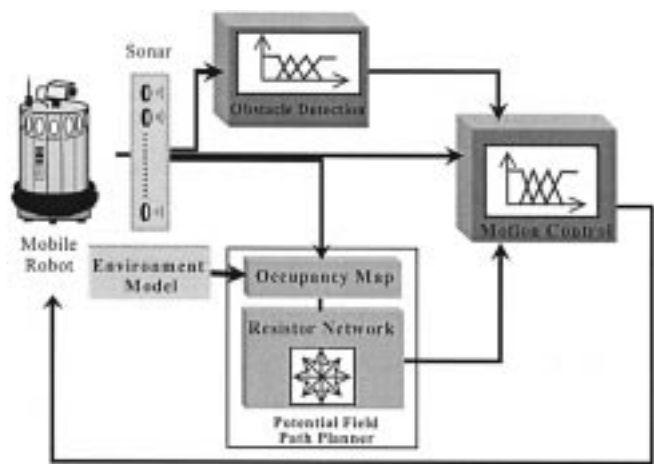 Sonar
Obstacle Detection
Motion Control
Mobile
Robot
Environment
Model
Occupancy Map
Resistor Network
Potential Field
Path Planner